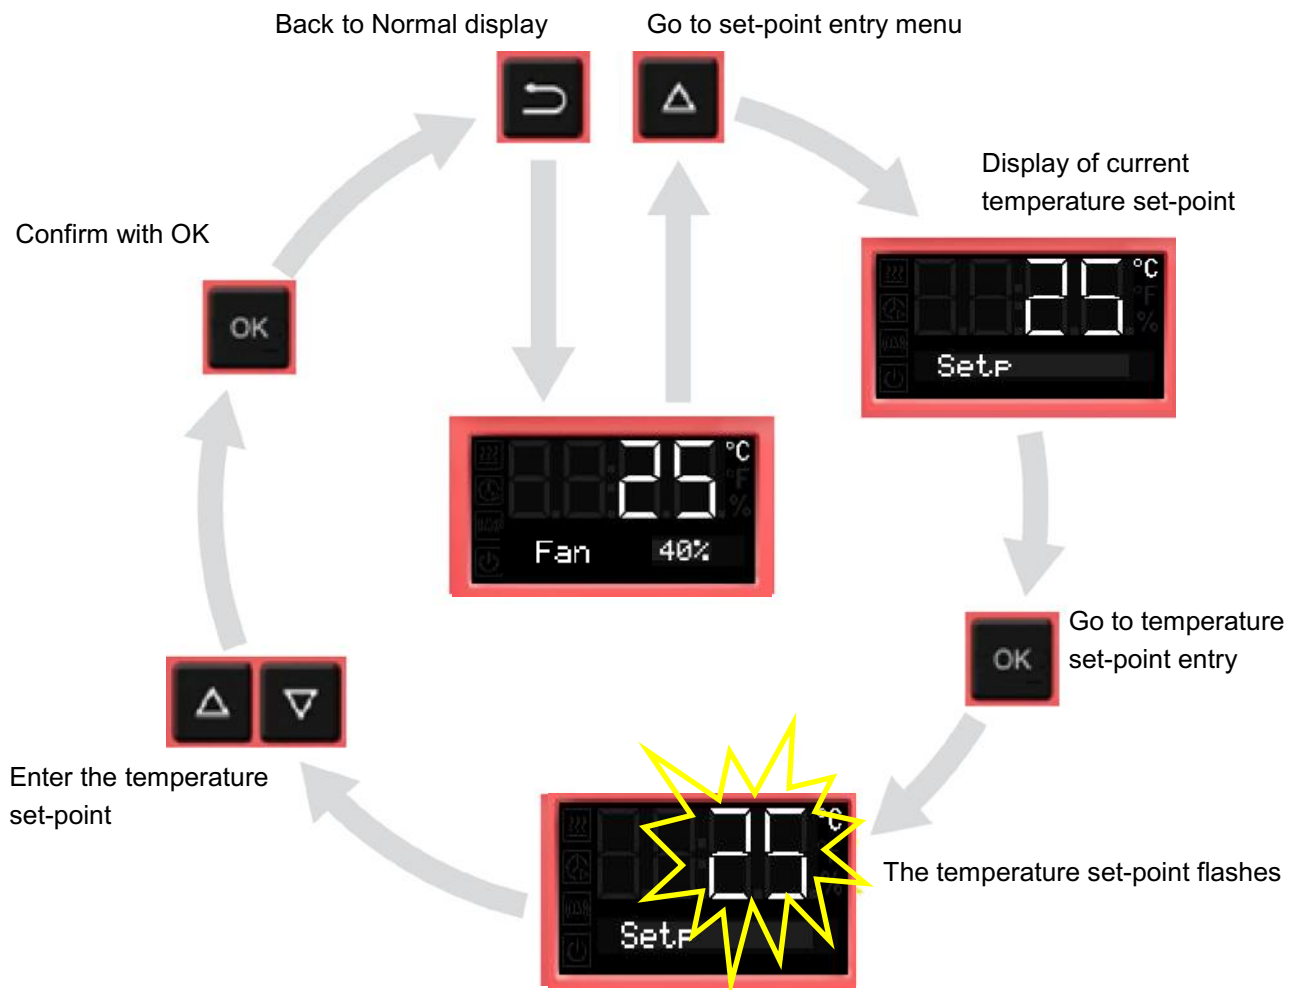 Back to Normal display
Go to set-point entry menu
Display of current
temperature set-point
Confirm with OK
OK
25 °C
°F
%
Setp
25 °C
°F
%
Fan 40%
Go to temperature
set-point entry
OK
Enter the temperature
set-point
25 °C
%
Setp
The temperature set-point flashes